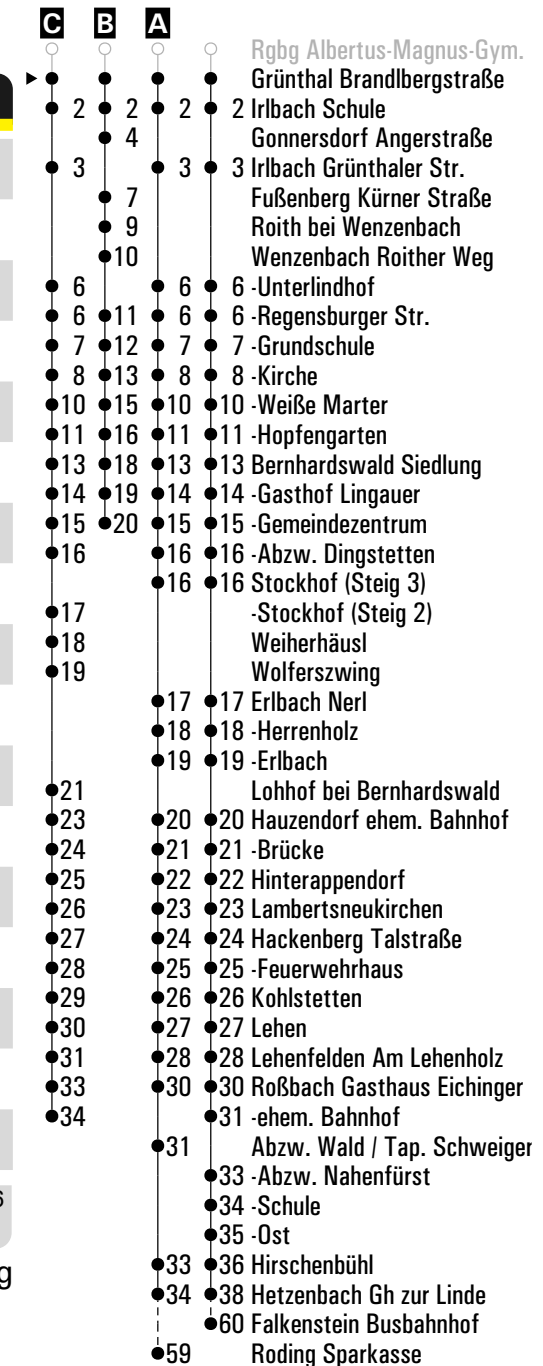 C B A
Rgbg Albertus-Magnus-Gym.
Grünthal Brandlbergstraße
2 2 2 2 Irlbach Schule
4 Gonnersdorf Angerstraße
3 3 3 Irlbach Grünthaler Str.
7 Fußenberg Kürner Straße
9 Roith bei Wenzenbach
10 Wenzenbach Roither Weg
6 6 6 -Unterlindhof
6 11 6 6 -Regensburger Str.
7 12 7 7 -Grundschule
8 13 8 8 -Kirche
10 15 10 10 -Weiße Marter
11 16 11 11 -Hopfengarten
13 18 13 13 Bernhardswald Siedlung
14 19 14 14 -Gasthof Lingauer
15 20 15 15 -Gemeindezentrum
16 16 16 -Abzw. Dingstetten
16 16 Stockhof (Steig 3)
17 -Stockhof (Steig 2)
18 Weiherhäusl
19 Wolferszwing
17 17 Erlbach Nerl
18 18 -Herrenholz
19 19 -Erlbach
21 Lohhof bei Bernhardswald
23 20 20 Hauzendorf ehem. Bahnhof
24 21 21 -Brücke
25 22 22 Hinterappendorf
26 23 23 Lambertsneukirchen
27 24 24 Hackenberg Talstraße
28 25 25 -Feuerwehrhaus
29 26 26 Kohlstetten
30 27 27 Lehen
31 28 28 Lehenfelden Am Lehenholz
33 30 30 Roßbach Gasthaus Eichinger
34 31 -ehem. Bahnhof
31 Abzw. Wald / Tap. Schweiger
33 -Abzw. Nahenfürst
34 -Schule
35 -Ost
33 36 Hirschenbühl
34 38 Hetzenbach Gh zur Linde
60 Falkenstein Busbahnhof
59 Roding Sparkasse